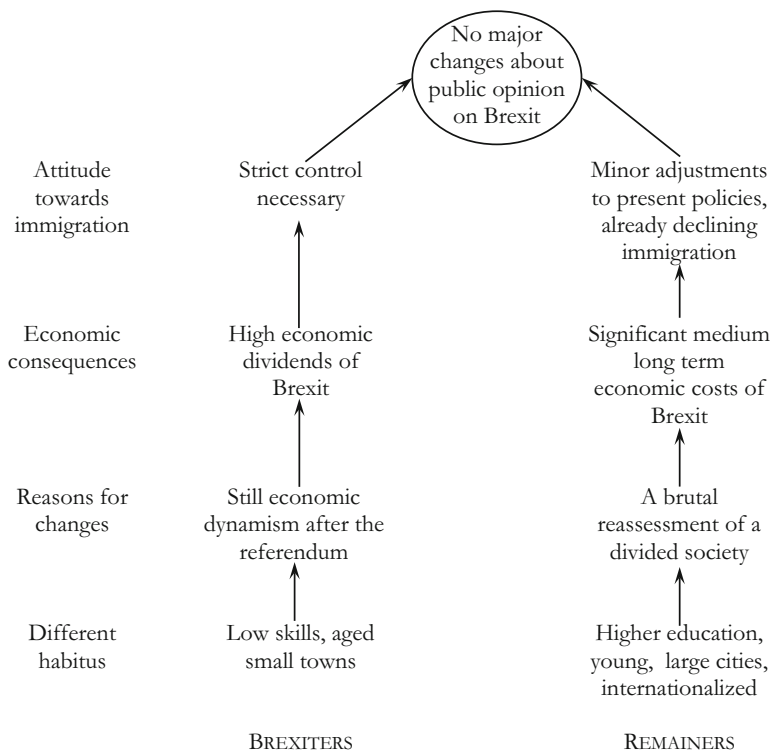 No major
changes about
public opinion
on Brexit
Attitude
towards
immigration
Strict control
necessary
Minor adjustments
to present policies,
already declining
immigration
Economic
consequences
High economic
dividends of
Brexit
Significant medium
long term
economic costs of
Brexit
Reasons for
changes
Still economic
dynamism after the
referendum
A brutal
reassessment of a
divided society
Different
habitus
Low skills, aged
small towns
Higher education,
young, large cities,
internationalized
BREXITERS
REMAINERS